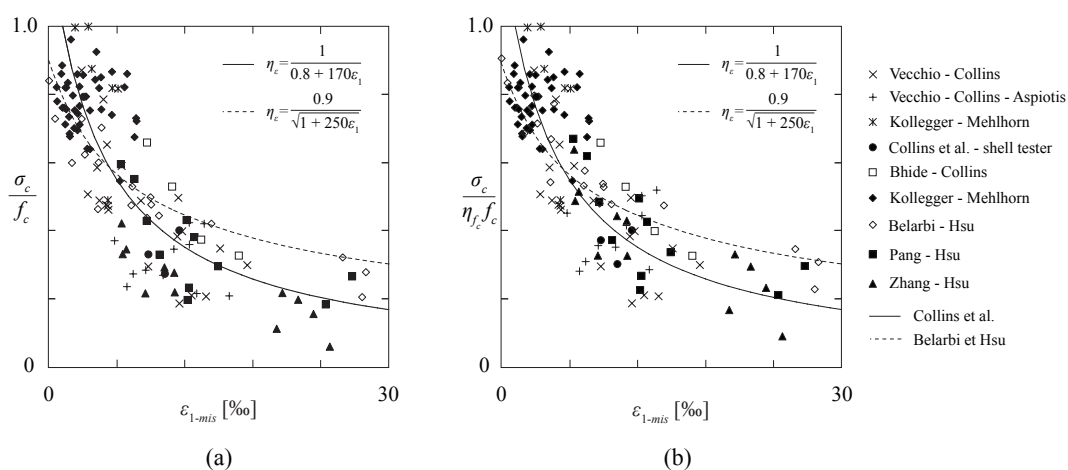 1.0
σc
fc
0
0
30
ε1-mis [‰]
ηε = 1
0.8 + 170ε1
ηε = 0.9
√1 + 250ε1
(a)
1.0
σc
ηfc fc
0
0
30
ε1-mis [‰]
ηε = 1
0.8 + 170ε1
ηε = 0.9
√1 + 250ε1
(b)
Vecchio - Collins
Vecchio - Collins - Aspiotis
Kollegger - Mehlhorn
Collins et al. - shell tester
Bhide - Collins
Kollegger - Mehlhorn
Belarbi - Hsu
Pang - Hsu
Zhang - Hsu
Collins et al.
Belarbi et Hsu